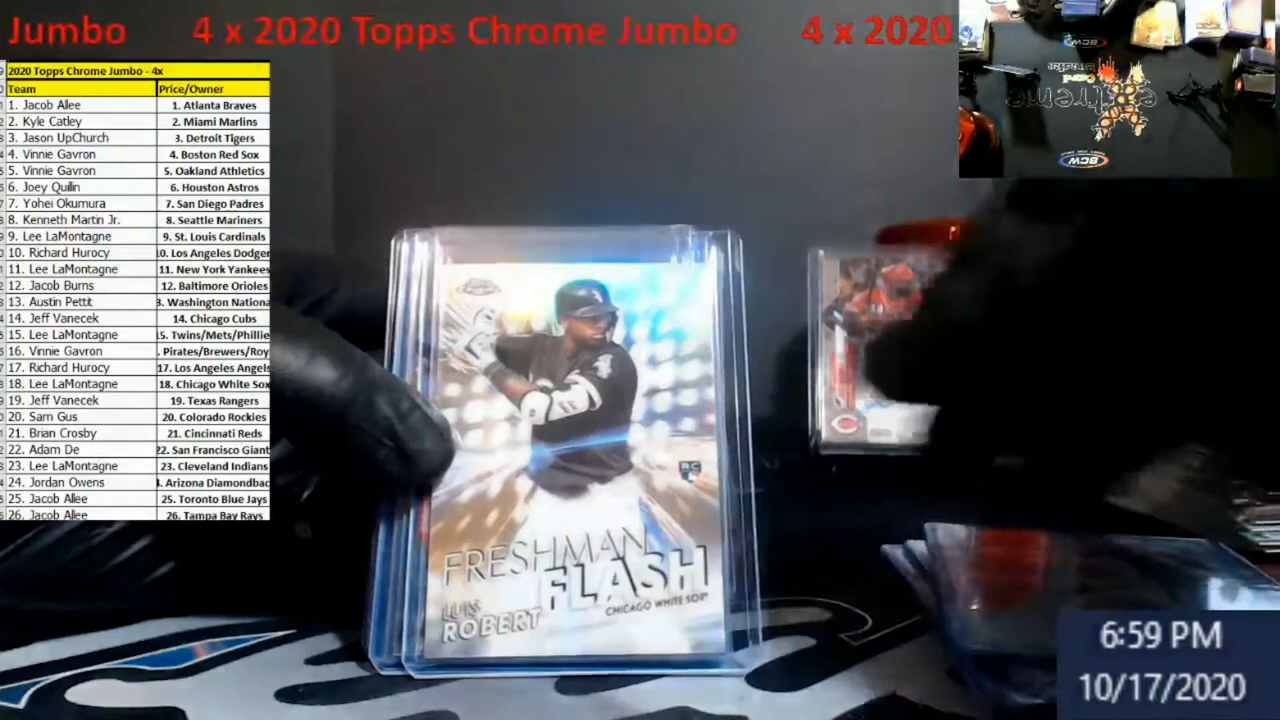 Jumbo 4 x 2020 Topps Chrome Jumbo 4 x 2020
2020 Topps Chrome Jumbo - 4x
Team Price/Owner
1. Jacob Allee 1. Atlanta Braves
2. Kyle Catley 2. Miami Marlins
3. Jason UpChurch 3. Detroit Tigers
4. Vinnie Gavron 4. Boston Red Sox
5. Vinnie Gavron 5. Oakland Athletics
6. Joey Quilin 6. Houston Astros
7. Yohei Okumura 7. San Diego Padres
8. Kenneth Martin Jr. 8. Seattle Mariners
9. Lee LaMontagne 9. St. Louis Cardinals
10. Richard Hurocy 10. Los Angeles Dodger
11. Lee LaMontagne 11. New York Yankees
12. Jacob Burns 12. Baltimore Orioles
13. Austin Pettit 3. Washington Nationa
14. Jeff Vanecek 14. Chicago Cubs
15. Lee LaMontagne 15. Twins/Mets/Phillie
16. Vinnie Gavron . Pirates/Brewers/Roy
17. Richard Hurocy 17. Los Angeles Angels
18. Lee LaMontagne 18. Chicago White Sox
19. Jeff Vanecek 19. Texas Rangers
20. Sam Gus 20. Colorado Rockies
21. Brian Crosby 21. Cincinnati Reds
22. Adam De 22. San Francisco Giant
23. Lee LaMontagne 23. Cleveland Indians
24. Jordan Owens . Arizona Diamondbac
25. Jacob Allee 25. Toronto Blue Jays
26. Jacob Allee 26. Tampa Bay Rays
extreme
Card
Breaks
BCW
BCW
RC
FRESHMAN
FLASH
LUIS
ROBERT
CHICAGO WHITE SOX
6:59 PM
10/17/2020